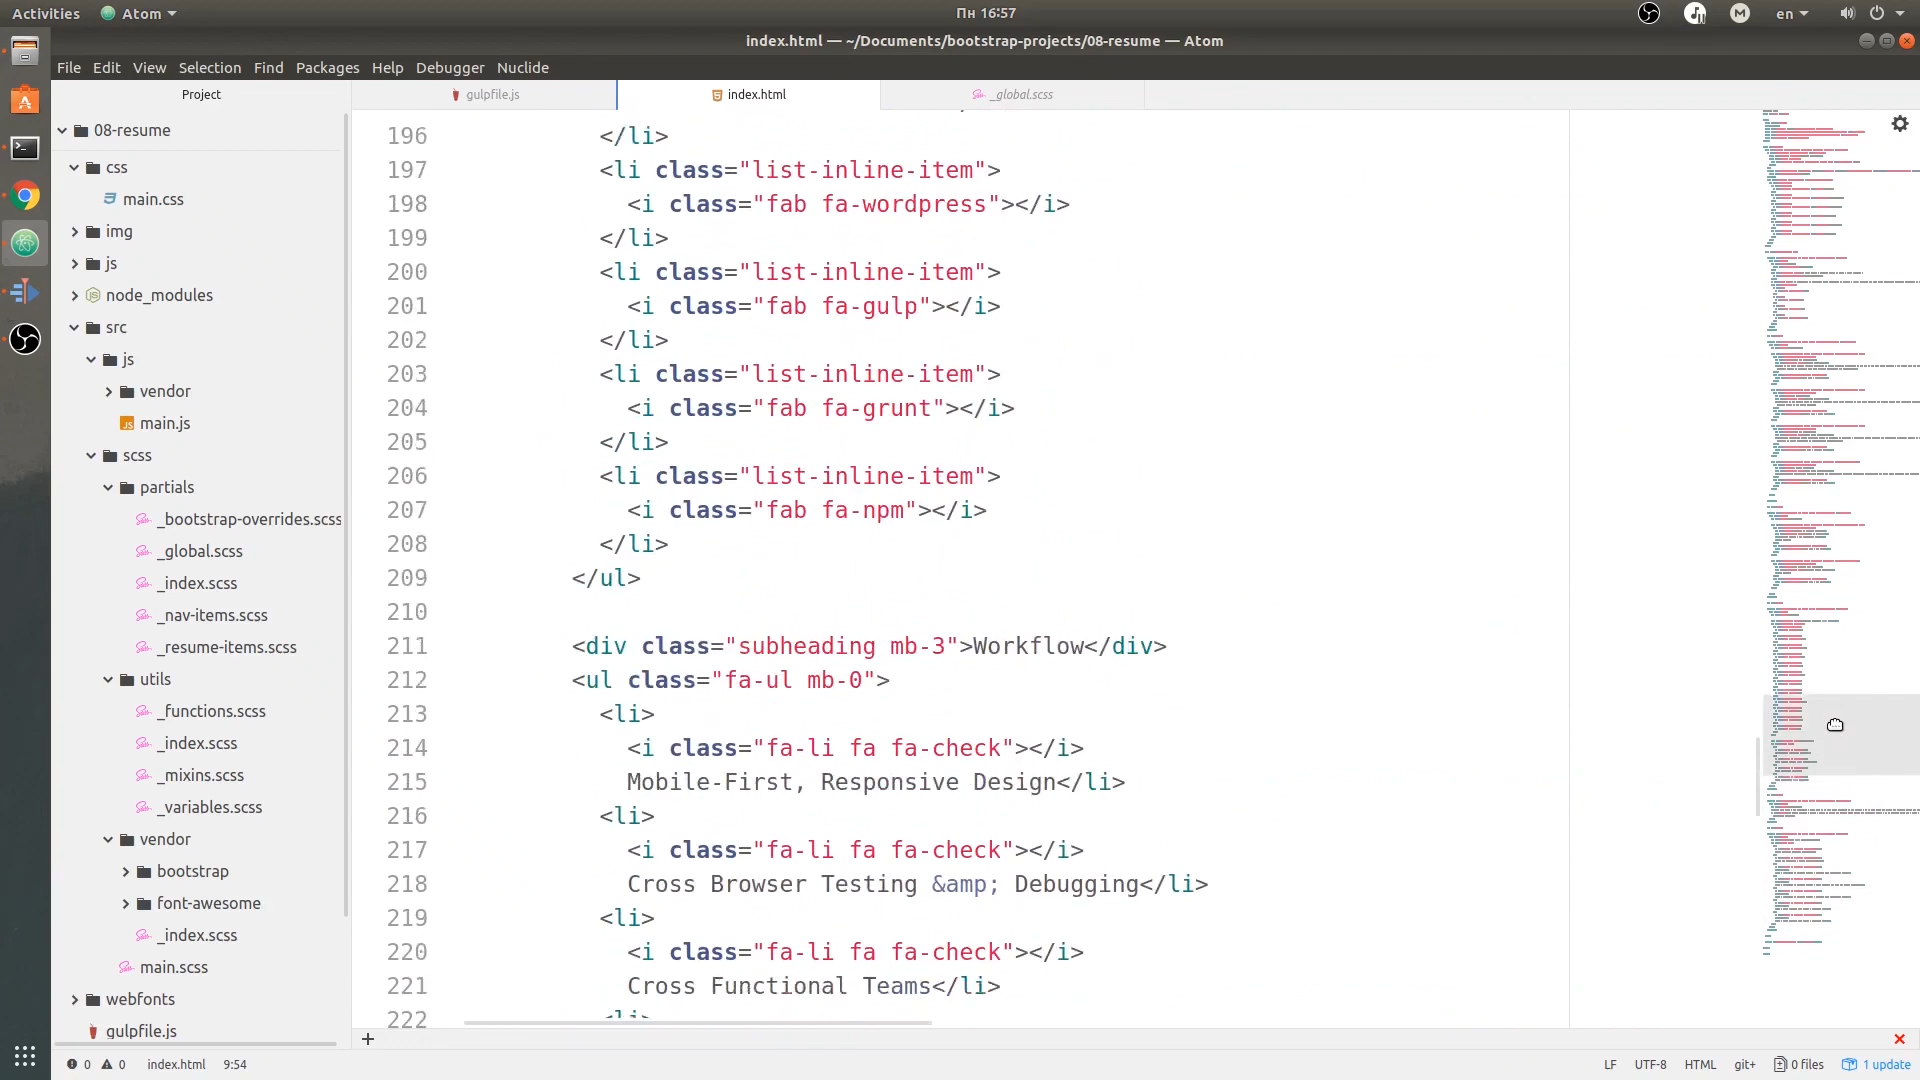 Activities Atom Пн 16:57 en
index.html — ~/Documents/bootstrap-projects/08-resume — Atom
File Edit View Selection Find Packages Help Debugger Nuclide
Project gulpfile.js index.html _global.scss
08-resume
css
main.css
img
js
node_modules
src
js
vendor
main.js
scss
partials
_bootstrap-overrides.scss
_global.scss
_index.scss
_nav-items.scss
_resume-items.scss
utils
_functions.scss
_index.scss
_mixins.scss
_variables.scss
vendor
bootstrap
font-awesome
_index.scss
main.scss
webfonts
gulpfile.js
196 </li>
197 <li class="list-inline-item">
198 <i class="fab fa-wordpress"></i>
199 </li>
200 <li class="list-inline-item">
201 <i class="fab fa-gulp"></i>
202 </li>
203 <li class="list-inline-item">
204 <i class="fab fa-grunt"></i>
205 </li>
206 <li class="list-inline-item">
207 <i class="fab fa-npm"></i>
208 </li>
209 </ul>
210
211 <div class="subheading mb-3">Workflow</div>
212 <ul class="fa-ul mb-0">
213 <li>
214 <i class="fa-li fa fa-check"></i>
215 Mobile-First, Responsive Design</li>
216 <li>
217 <i class="fa-li fa fa-check"></i>
218 Cross Browser Testing &amp; Debugging</li>
219 <li>
220 <i class="fa-li fa fa-check"></i>
221 Cross Functional Teams</li>
222 <li>
0 0 index.html 9:54 LF UTF-8 HTML git+ 0 files 1 update